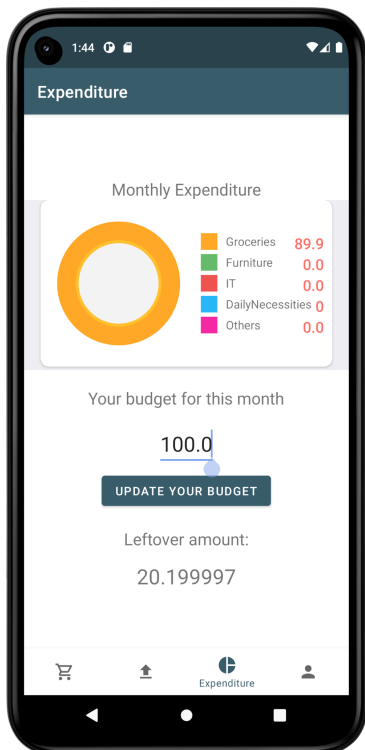 1:44
Expenditure
Monthly Expenditure
Groceries 89.9
Furniture 0.0
IT 0.0
DailyNecessities 0
Others 0.0
Your budget for this month
100.0
UPDATE YOUR BUDGET
Leftover amount:
20.199997
Expenditure